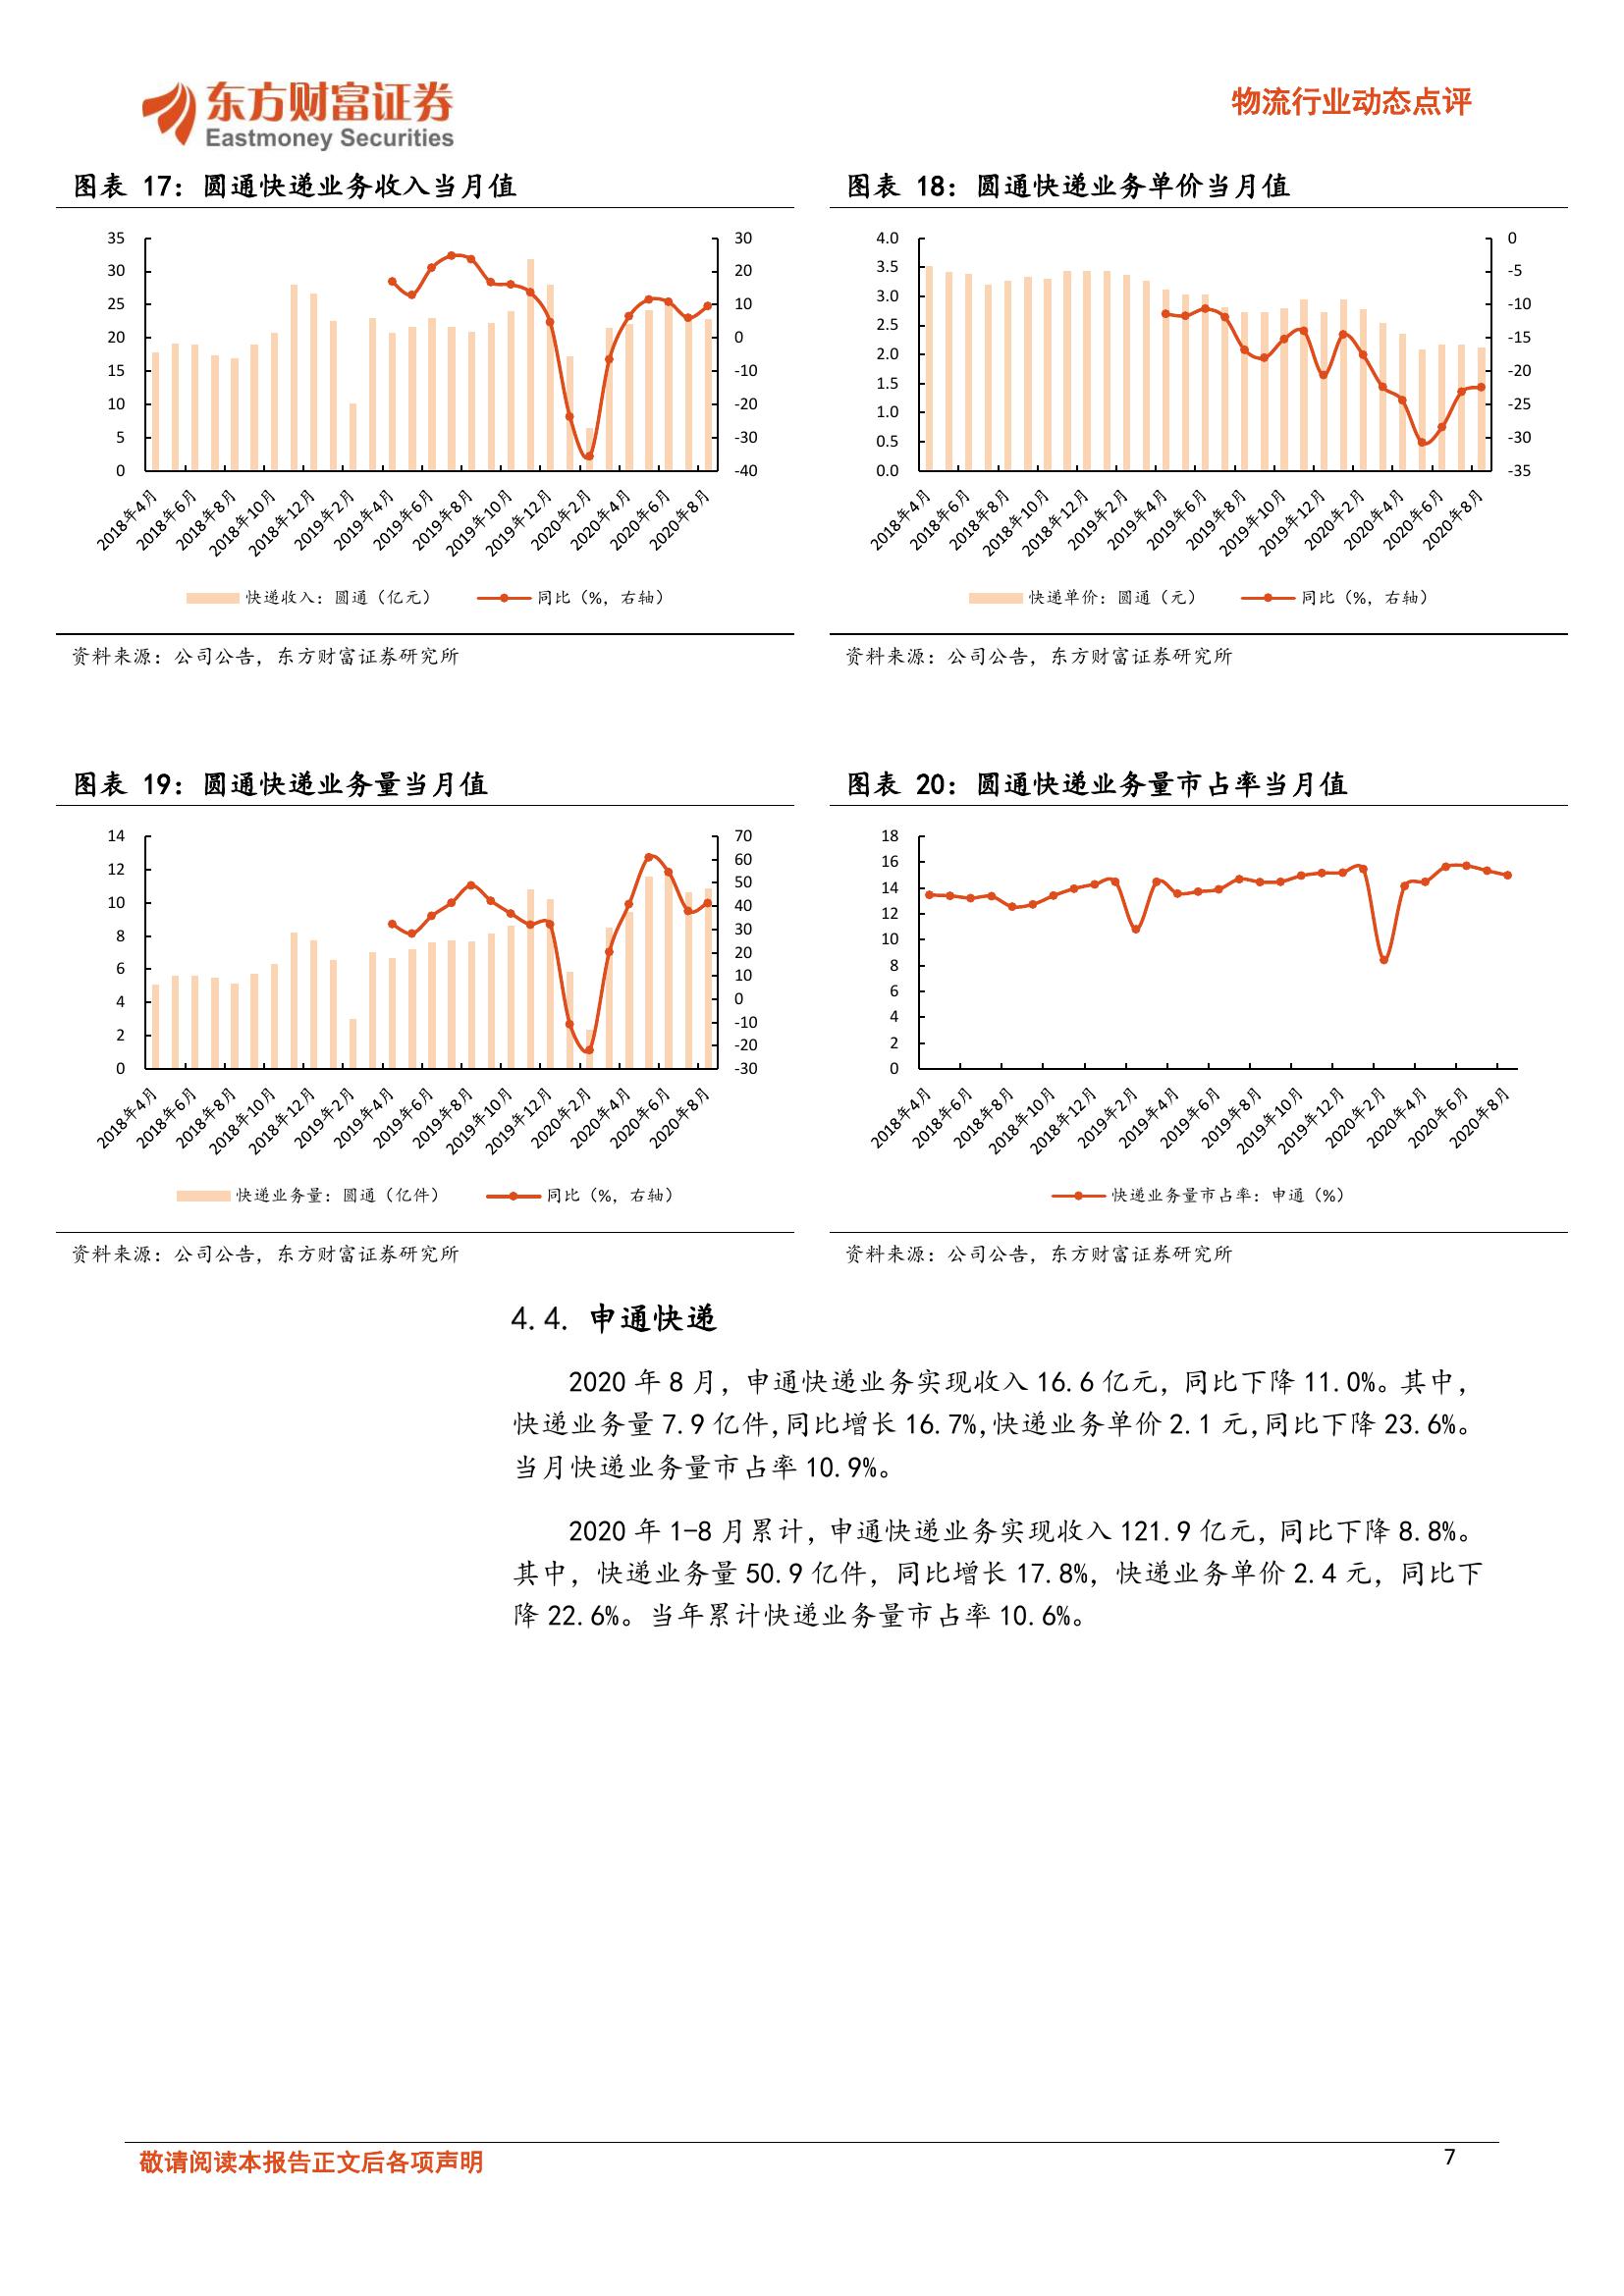 东方财富证券
Eastmoney Securities
物流行业动态点评
图表 17：圆通快递业务收入当月值
35
30
25
20
15
10
5
0
30
20
10
0
-10
-20
-30
-40
2018年4月
2018年6月
2018年8月
2018年10月
2018年12月
2019年2月
2019年4月
2019年6月
2019年8月
2019年10月
2019年12月
2020年2月
2020年4月
2020年6月
2020年8月
快递收入：圆通（亿元） 同比（%，右轴）
资料来源：公司公告，东方财富证券研究所
图表 18：圆通快递业务单价当月值
4.0
3.5
3.0
2.5
2.0
1.5
1.0
0.5
0.0
0
-5
-10
-15
-20
-25
-30
-35
2018年4月
2018年6月
2018年8月
2018年10月
2018年12月
2019年2月
2019年4月
2019年6月
2019年8月
2019年10月
2019年12月
2020年2月
2020年4月
2020年6月
2020年8月
快递单价：圆通（元） 同比（%，右轴）
资料来源：公司公告，东方财富证券研究所
图表 19：圆通快递业务量当月值
14
12
10
8
6
4
2
0
70
60
50
40
30
20
10
0
-10
-20
-30
2018年4月
2018年6月
2018年8月
2018年10月
2018年12月
2019年2月
2019年4月
2019年6月
2019年8月
2019年10月
2019年12月
2020年2月
2020年4月
2020年6月
2020年8月
快递业务量：圆通（亿件） 同比（%，右轴）
资料来源：公司公告，东方财富证券研究所
图表 20：圆通快递业务量市占率当月值
18
16
14
12
10
8
6
4
2
0
2018年4月
2018年6月
2018年8月
2018年10月
2018年12月
2019年2月
2019年4月
2019年6月
2019年8月
2019年10月
2019年12月
2020年2月
2020年4月
2020年6月
2020年8月
快递业务量市占率：申通（%）
资料来源：公司公告，东方财富证券研究所
4.4. 申通快递
2020 年 8 月，申通快递业务实现收入 16.6 亿元，同比下降 11.0%。其中，
快递业务量 7.9 亿件，同比增长 16.7%，快递业务单价 2.1 元，同比下降 23.6%。
当月快递业务量市占率 10.9%。
2020 年 1-8 月累计，申通快递业务实现收入 121.9 亿元，同比下降 8.8%。
其中，快递业务量 50.9 亿件，同比增长 17.8%，快递业务单价 2.4 元，同比下
降 22.6%。当年累计快递业务量市占率 10.6%。
敬请阅读本报告正文后各项声明
7